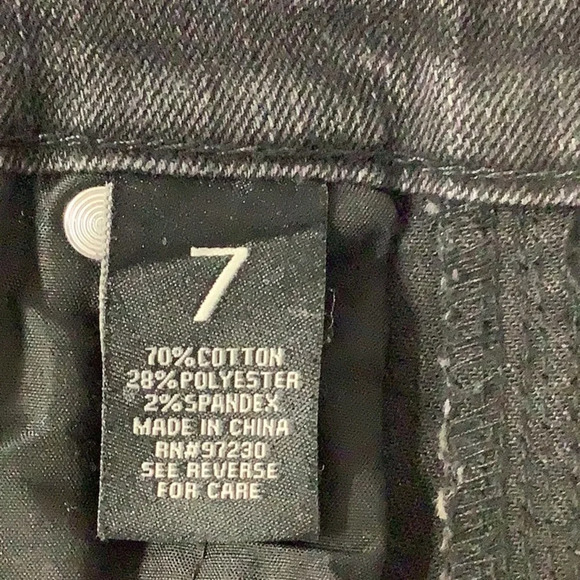 7
70%COTTON
28%POLYESTER
2%SPANDEX
MADE IN CHINA
RN#97230
SEE REVERSE
FOR CARE